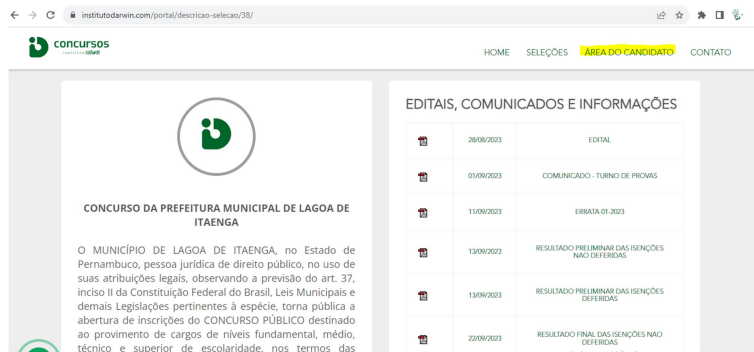 institutodarwin.com/portal/descricao-selecao/38/
concursos
HOME SELEÇÕES ÁREA DO CANDIDATO CONTATO
CONCURSO DA PREFEITURA MUNICIPAL DE LAGOA DE
ITAENGA
O MUNICÍPIO DE LAGOA DE ITAENGA, no Estado de
Pernambuco, pessoa jurídica de direito público, no uso de
suas atribuições legais, observando a previsão do art. 37,
inciso II da Constituição Federal do Brasil, Leis Municipais e
demais Legislações pertinentes à espécie, torna pública a
abertura de inscrições do CONCURSO PÚBLICO destinado
ao provimento de cargos de níveis fundamental, médio,
técnico e superior de escolaridade, nos termos das
EDITAIS, COMUNICADOS E INFORMAÇÕES
28/08/2023 EDITAL
01/09/2023 COMUNICADO - TURNO DE PROVAS
11/09/2023 ERRATA 01-2023
13/09/2023 RESULTADO PRELIMINAR DAS ISENÇÕES
NÃO DEFERIDAS
13/09/2023 RESULTADO PRELIMINAR DAS ISENÇÕES
DEFERIDAS
22/09/2023 RESULTADO FINAL DAS ISENÇÕES NÃO
DEFERIDAS